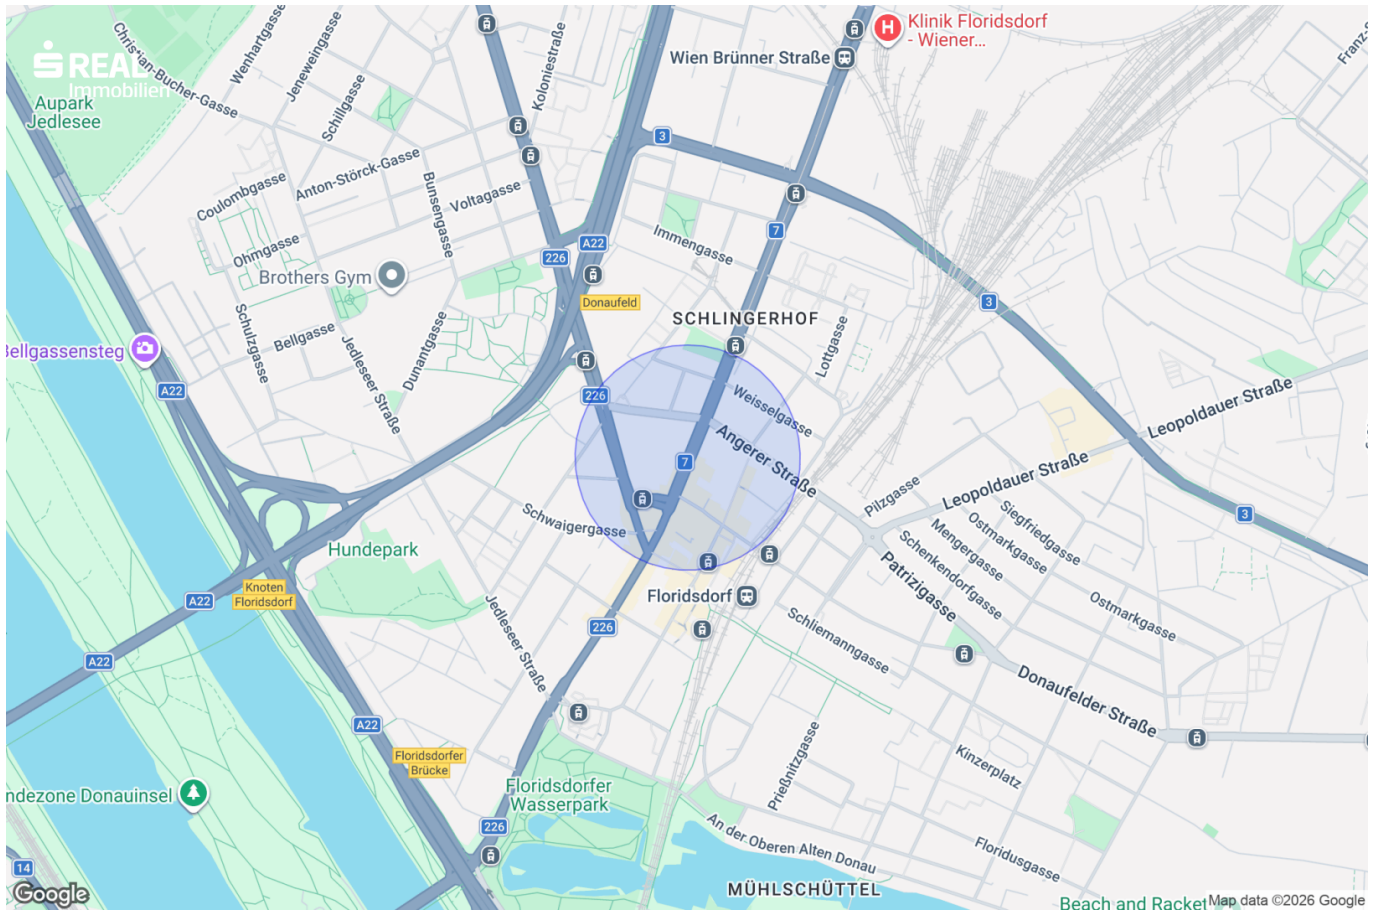 Klinik Floridsdorf
- Wiener...
Wien Brünner Straße
Christian-Bucher-Gasse
Wenhartgasse
Jeneweingasse
Koloniestraße
Franz-
S REAL
Immobilien
Aupark
Jedlesee
Schillgasse
3
Anton-Störck-Gasse
Coulombgasse
Bunsengasse
Voltagasse
7
Immengasse
Ohmgasse
A22
226
Brothers Gym
Donaufeld
3
SCHLINGERHOF
Schulzgasse
Bellgasse
Dunantgasse
Lottgasse
Bellgassensteg
Jedleseer Straße
A22
226
Weisselgasse
Leopoldauer Straße
Angerer Straße
7
Leopoldauer Straße
Pilzgasse
Siegfriedgasse
3
Schwaigergasse
Ostmarkgasse
Mengergasse
Schenkendorfgasse
Hundepark
Patrizigasse
Knoten
Floridsdorf
A22
Floridsdorf
Ostmarkgasse
226
Jedleseer Straße
Schliemanngasse
A22
Donaufelder Straße
A22
Floridsdorfer
Brücke
Prießnitzgasse
Kinzerplatz
ndezone Donauinsel
Floridsdorfer
Wasserpark
226
An der Oberen Alten Donau
Floridusgasse
14
Google
MÜHLSCHÜTTEL
Beach and Racket
Map data ©2026 Google